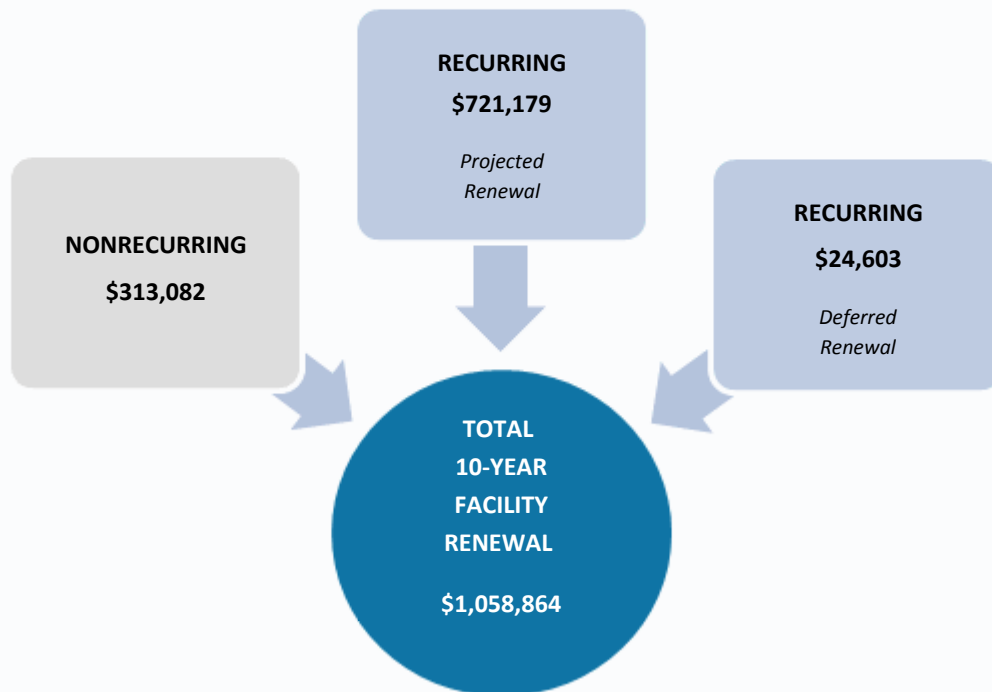 RECURRING
$721,179
Projected
Renewal
NONRECURRING
$313,082
RECURRING
$24,603
Deferred
Renewal
TOTAL
10-YEAR
FACILITY
RENEWAL
$1,058,864